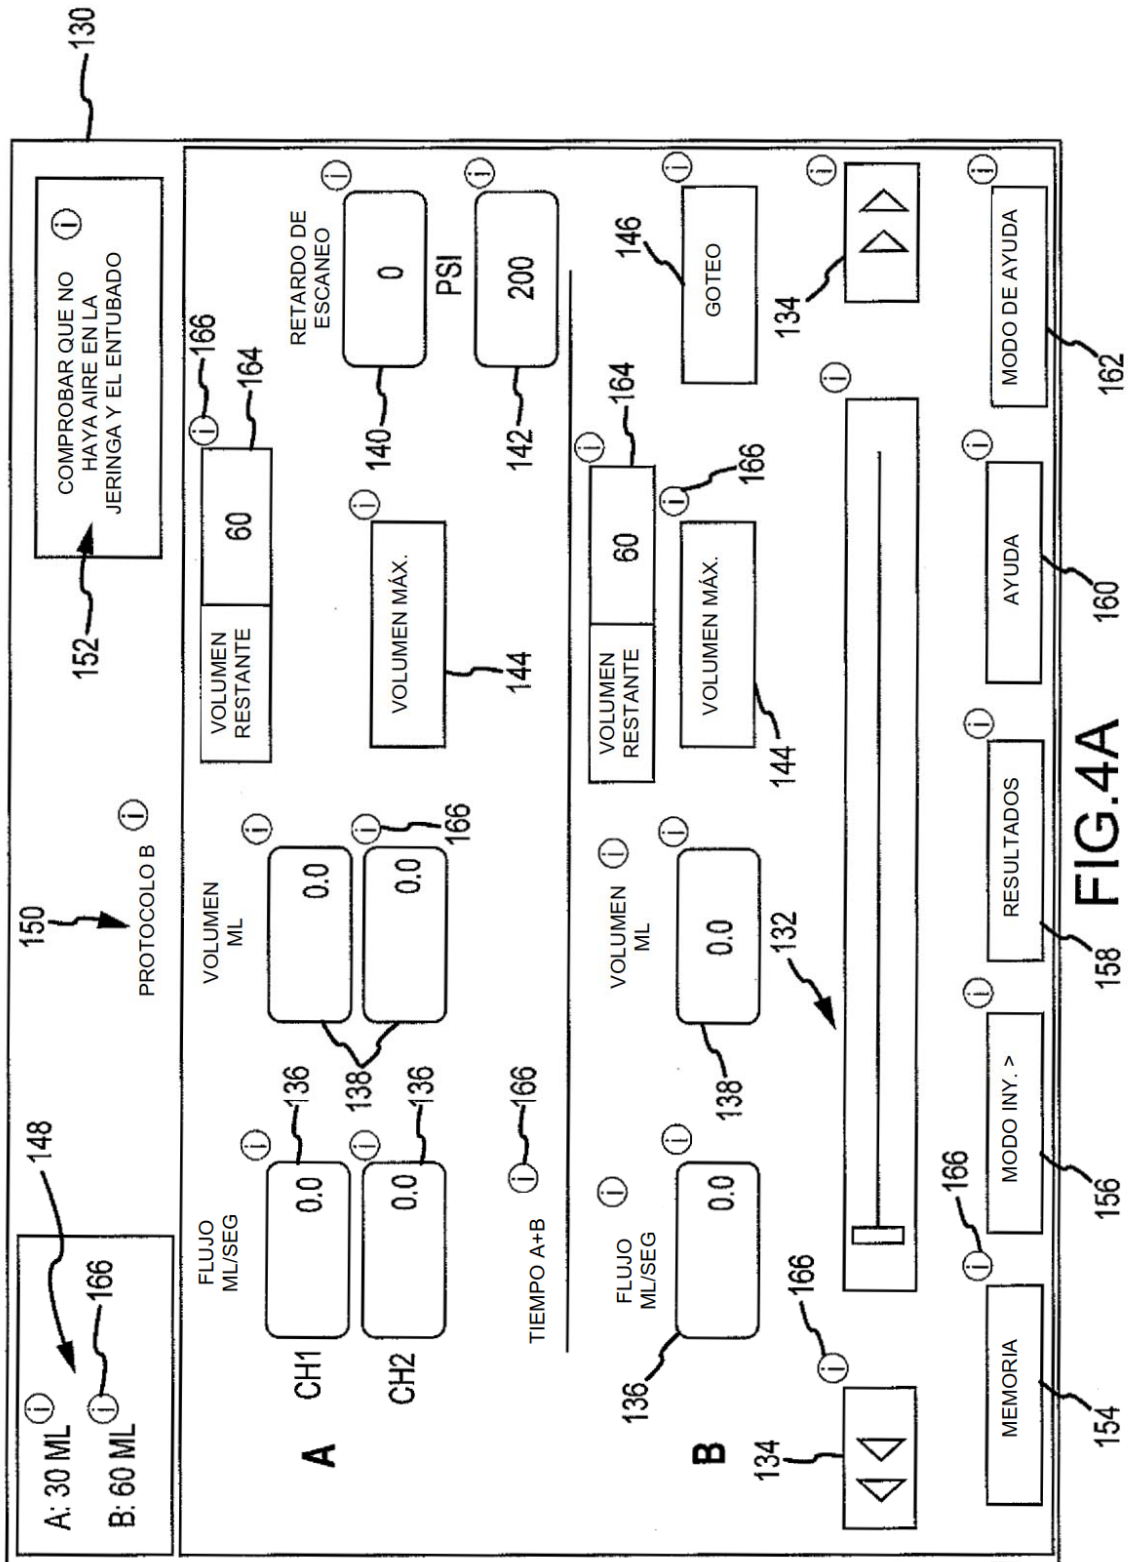 130
A: 30 ML i
B: 60 ML i
148
166
150
PROTOCOLO B i
152
COMPROBAR QUE NO
HAYA AIRE EN LA
JERINGA Y EL ENTUBADO
i
A
FLUJO
ML/SEG
VOLUMEN
ML
VOLUMEN
RESTANTE
60
i
166
164
RETARDO DE
ESCANEO
CH1
0.0
i
136
0.0
i
138
CH2
0.0
i
136
0.0
i
166
VOLUMEN MÁX.
i
144
0
i
140
PSI
200
i
142
TIEMPO A+B i
166
B
FLUJO
ML/SEG
i
VOLUMEN
ML
i
VOLUMEN
RESTANTE
60
i
164
0.0
i
136
0.0
i
138
VOLUMEN MÁX.
i
166
144
GOTEO
i
146
134
i
166
132
i
134
i
MEMORIA
i
166
MODO INY. >
i
RESULTADOS
i
AYUDA
i
MODO DE AYUDA
i
154
156
158
160
162
FIG.4A